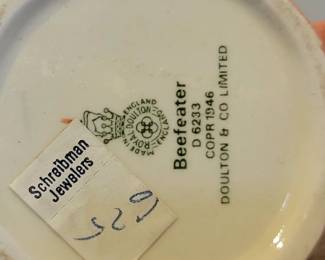 MADE IN ENGLAND
ROYAL DOULTON
ENGLAND
Beefeater
D 6233
COPR 1946
DOULTON & CO LIMITED
Schreibman
Jewelers